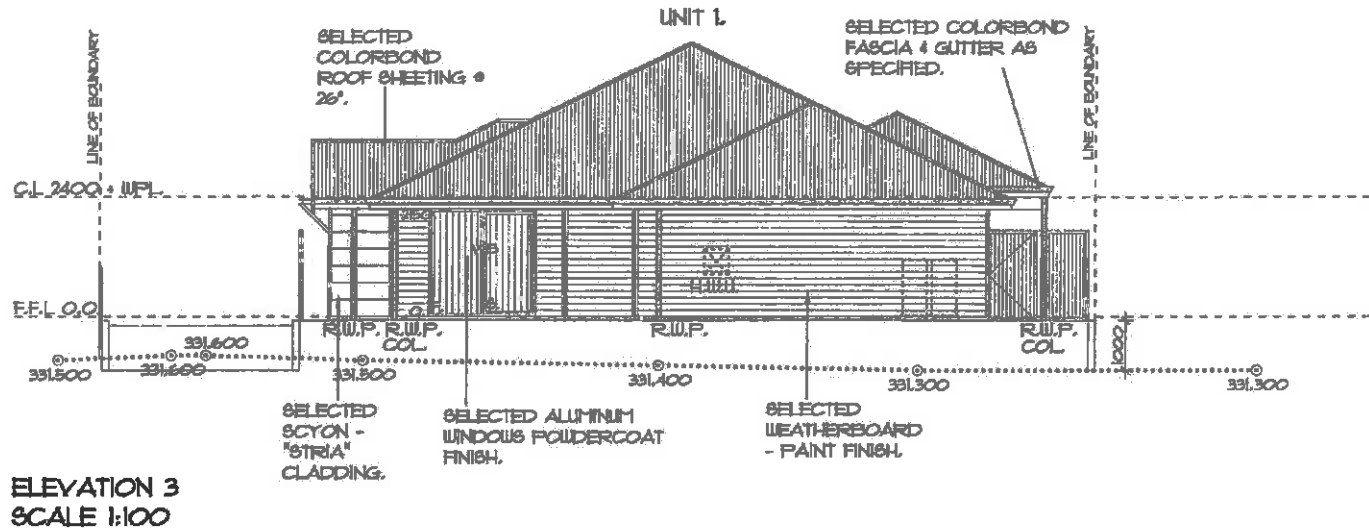 UNIT 1.
SELECTED
COLORBOND
ROOF SHEETING @
26°.
SELECTED COLORBOND
FASCIA & GUTTER AS
SPECIFIED.
LINE OF BOUNDARY
LINE OF BOUNDARY
C.L 2400 + WPL.
F.F.L 0.0
R.W.P.
R.W.P.
COL.
R.W.P.
R.W.P.
COL.
1000
331.500
331.600
331.600
331.500
331.400
331.300
331.300
SELECTED
SCYON -
"STRIA"
CLADDING.
SELECTED ALUMINUM
WINDOWS POWDERCOAT
FINISH.
SELECTED
WEATHERBOARD
- PAINT FINISH.
ELEVATION 3
SCALE 1:100